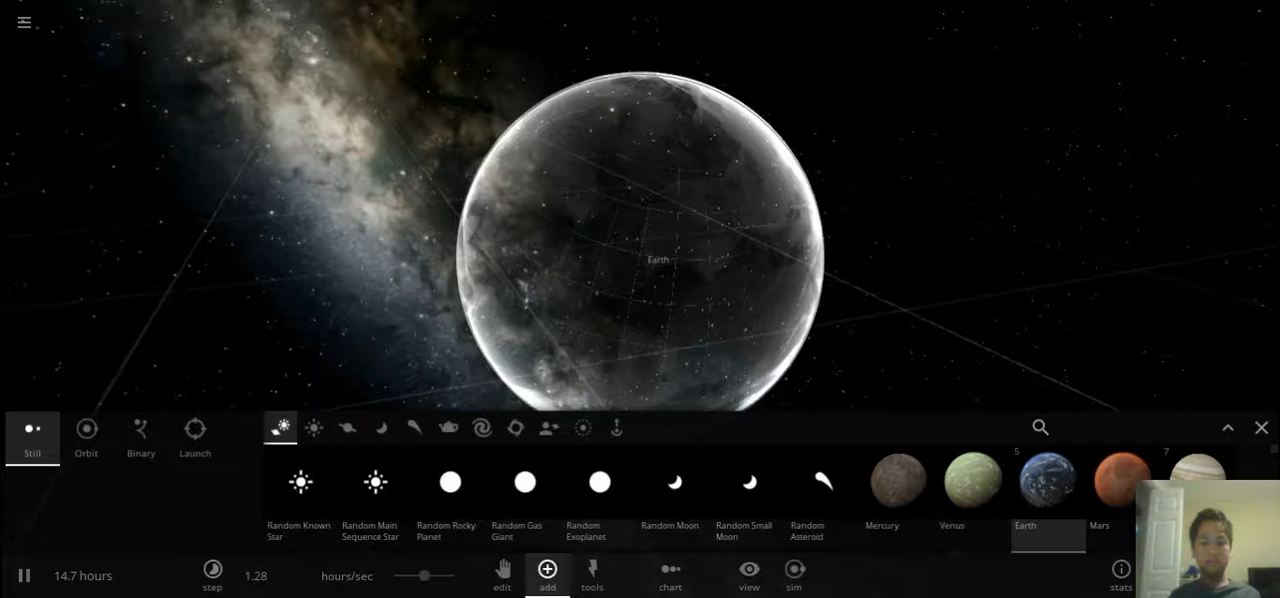 Earth
Still
Orbit
Binary
Launch
5
7
Random Known
Star
Random Main
Sequence Star
Random Rocky
Planet
Random Gas
Giant
Random
Exoplanet
Random Moon
Random Small
Moon
Random
Asteroid
Mercury
Venus
Earth
Mars
14.7 hours
step
1.28
hours/sec
edit
add
tools
chart
view
sim
stats